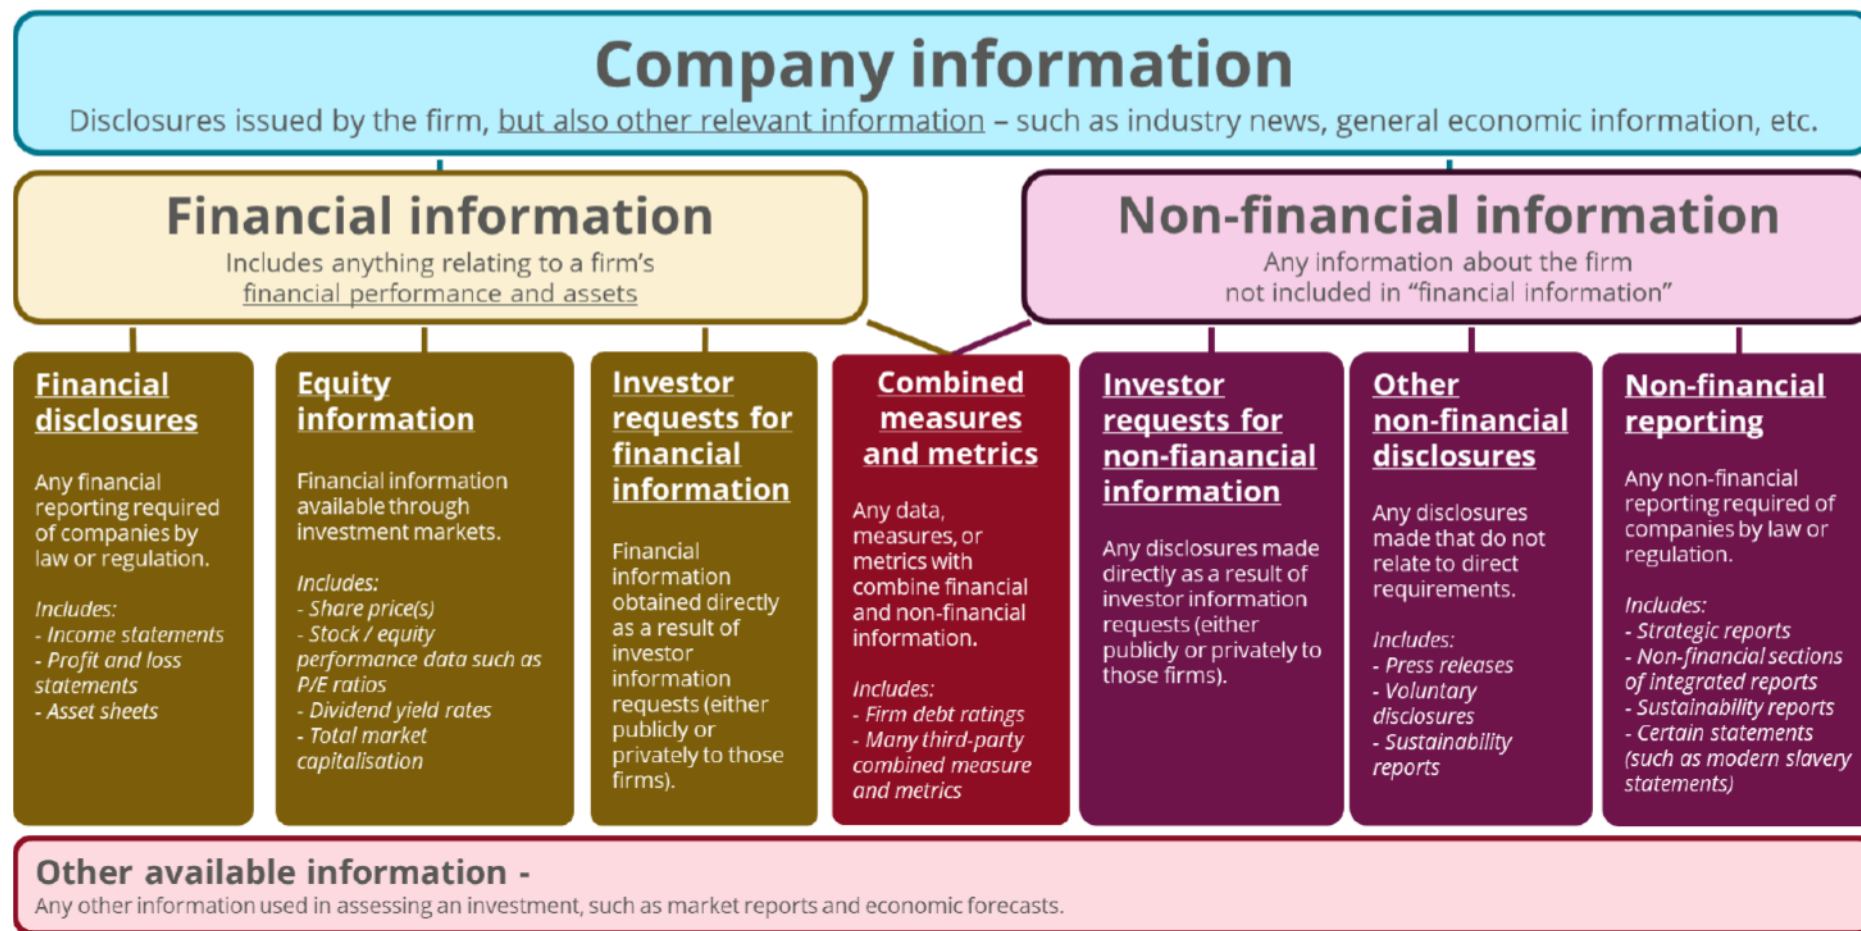 Company information
Disclosures issued by the firm, but also other relevant information – such as industry news, general economic information, etc.
Financial information
Includes anything relating to a firm's
financial performance and assets
Non-financial information
Any information about the firm
not included in "financial information"
Financial
disclosures
Any financial
reporting required
of companies by
law or regulation.
Includes:
- Income statements
- Profit and loss
statements
- Asset sheets
Equity
information
Financial information
available through
investment markets.
Includes:
- Share price(s)
- Stock / equity
performance data such as
P/E ratios
- Dividend yield rates
- Total market
capitalisation
Investor
requests for
financial
information
Financial
information
obtained directly
as a result of
investor
information
requests (either
publicly or
privately to those
firms).
Combined
measures
and metrics
Any data,
measures, or
metrics with
combine financial
and non-financial
information.
Includes:
- Firm debt ratings
- Many third-party
combined measure
and metrics
Investor
requests for
non-fianancial
information
Any disclosures made
directly as a result of
investor information
requests (either
publicly or privately to
those firms).
Other
non-financial
disclosures
Any disclosures
made that do not
relate to direct
requirements.
Includes:
- Press releases
- Voluntary
disclosures
- Sustainability
reports
Non-financial
reporting
Any non-financial
reporting required of
companies by law or
regulation.
Includes:
- Strategic reports
- Non-financial sections
of integrated reports
- Sustainability reports
- Certain statements
(such as modern slavery
statements)
Other available information -
Any other information used in assessing an investment, such as market reports and economic forecasts.